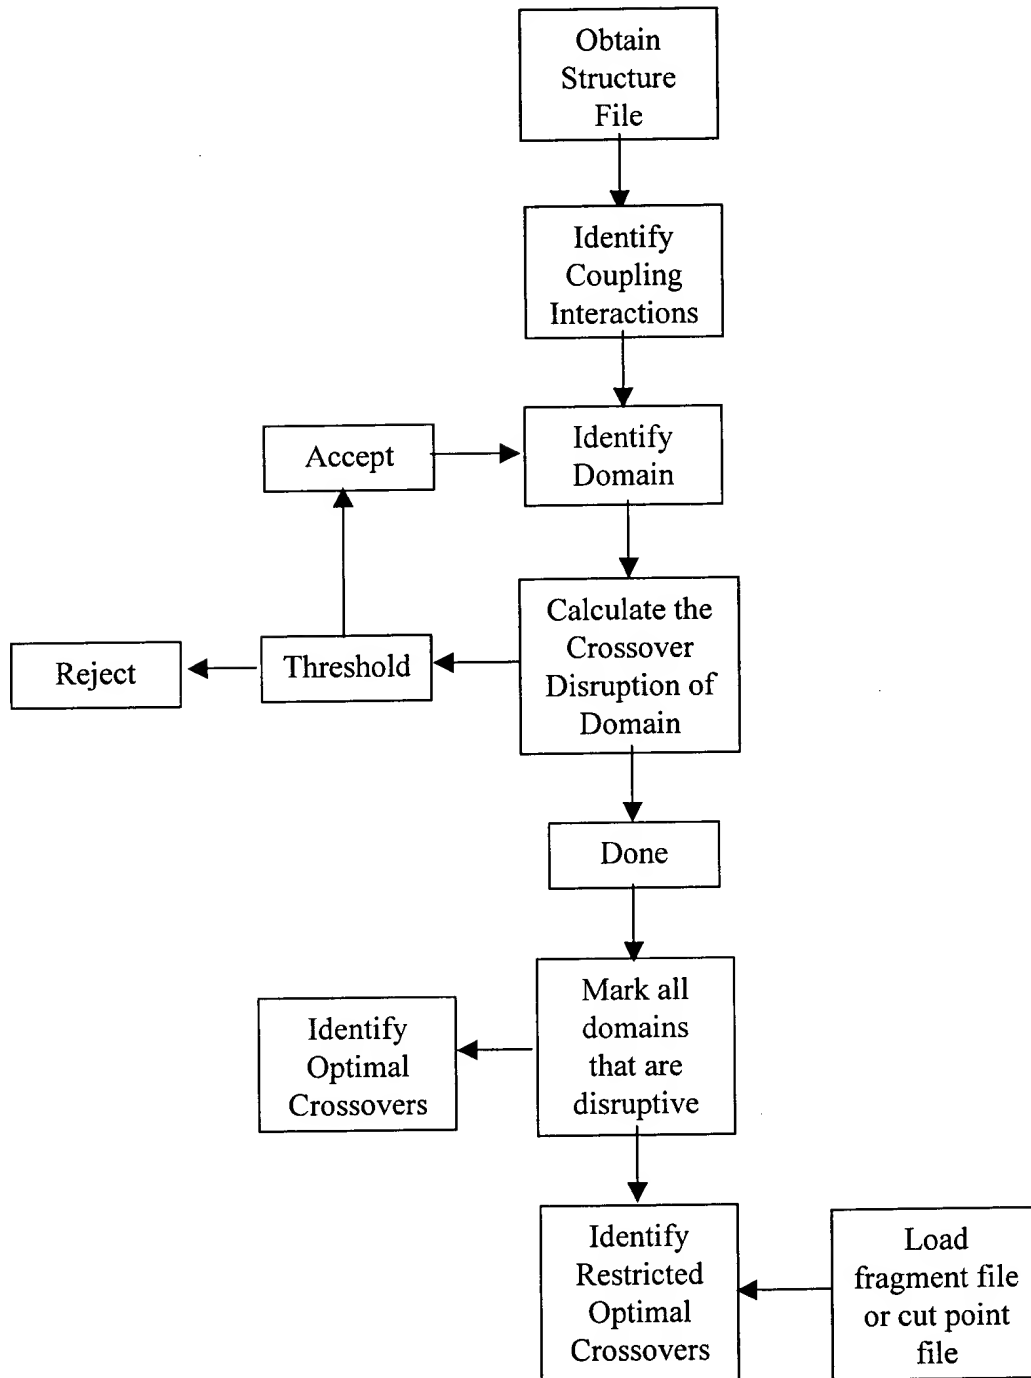 Obtain
Structure
File
Identify
Coupling
Interactions
Accept
Identify
Domain
Reject
Threshold
Calculate the
Crossover
Disruption of
Domain
Done
Identify
Optimal
Crossovers
Mark all
domains
that are
disruptive
Identify
Restricted
Optimal
Crossovers
Load
fragment file
or cut point
file